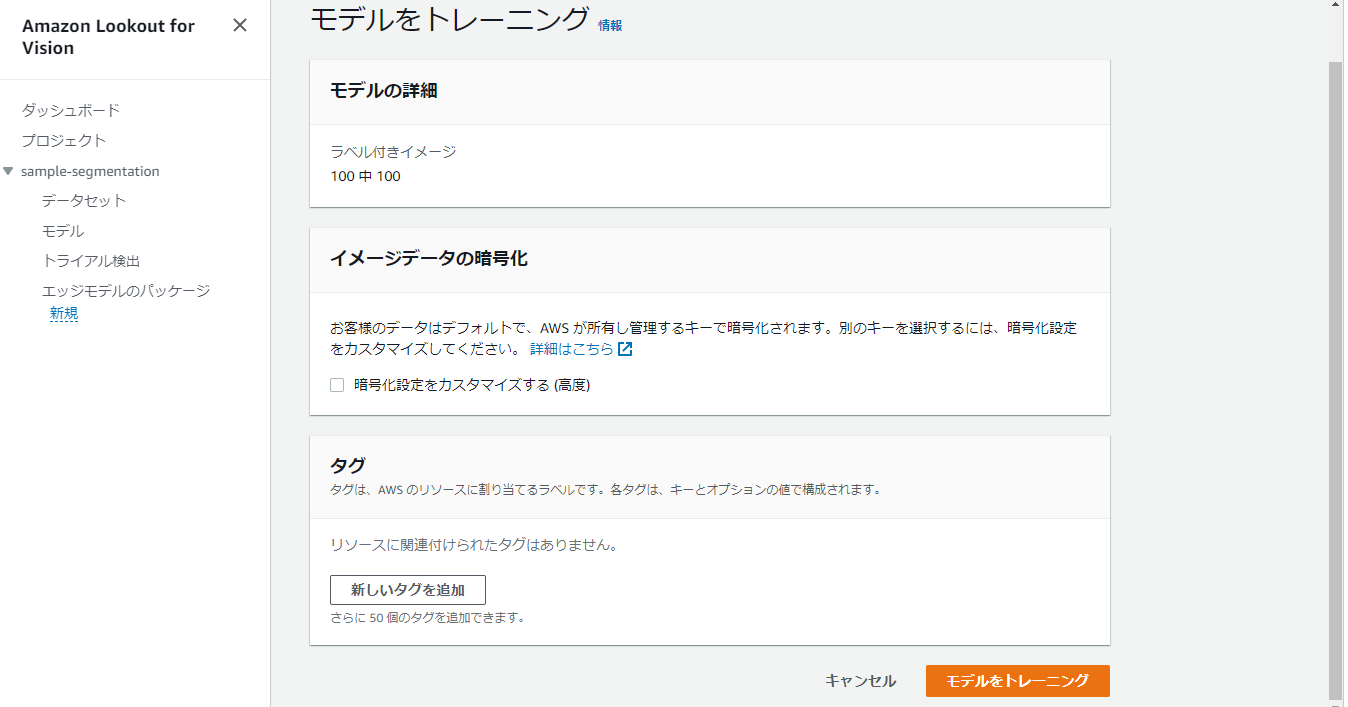 Amazon Lookout for
Vision
ダッシュボード
プロジェクト
sample-segmentation
データセット
モデル
トライアル検出
エッジモデルのパッケージ
新規
モデルをトレーニング 情報
モデルの詳細
ラベル付きイメージ
100 中 100
イメージデータの暗号化
お客様のデータはデフォルトで、AWS が所有し管理するキーで暗号化されます。別のキーを選択するには、暗号化設定
をカスタマイズしてください。 詳細はこちら
暗号化設定をカスタマイズする (高度)
タグ
タグは、AWS のリソースに割り当てるラベルです。各タグは、キーとオプションの値で構成されます。
リソースに関連付けられたタグはありません。
新しいタグを追加
さらに 50 個のタグを追加できます。
キャンセル
モデルをトレーニング